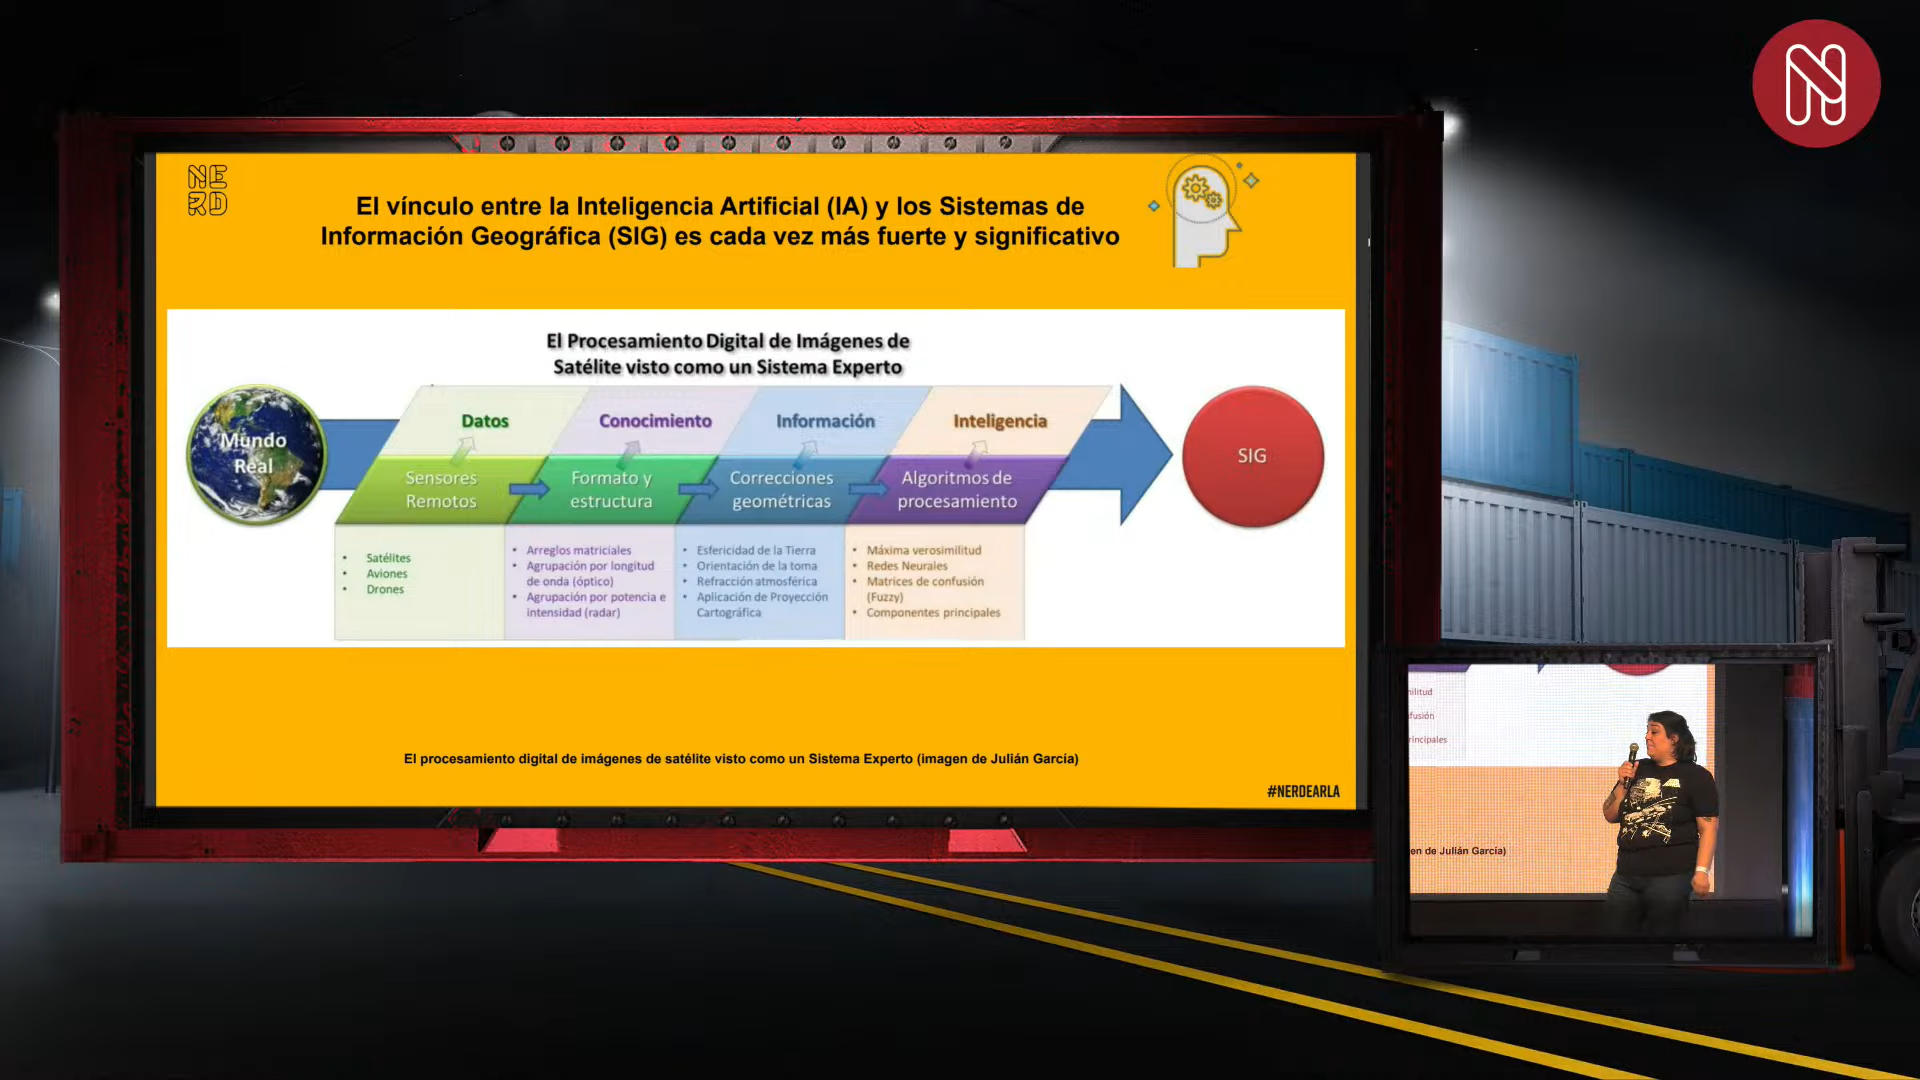 NE
RD
El vínculo entre la Inteligencia Artificial (IA) y los Sistemas de
Información Geográfica (SIG) es cada vez más fuerte y significativo
El Procesamiento Digital de Imágenes de
Satélite visto como un Sistema Experto
Mundo
Real
Datos
Conocimiento
Información
Inteligencia
Sensores
Remotos
Formato y
estructura
Correcciones
geométricas
Algoritmos de
procesamiento
SIG
• Satélites
• Aviones
• Drones
• Arreglos matriciales
• Agrupación por longitud
de onda (óptico)
• Agrupación por potencia e
intensidad (radar)
• Esfericidad de la Tierra
• Orientación de la toma
• Refracción atmosférica
• Aplicación de Proyección
Cartográfica
• Máxima verosimilitud
• Redes Neurales
• Matrices de confusión
(Fuzzy)
• Componentes principales
El procesamiento digital de imágenes de satélite visto como un Sistema Experto (imagen de Julián García)
#NERDEARLA
N
militud
nfusión
principales
en de Julián García)